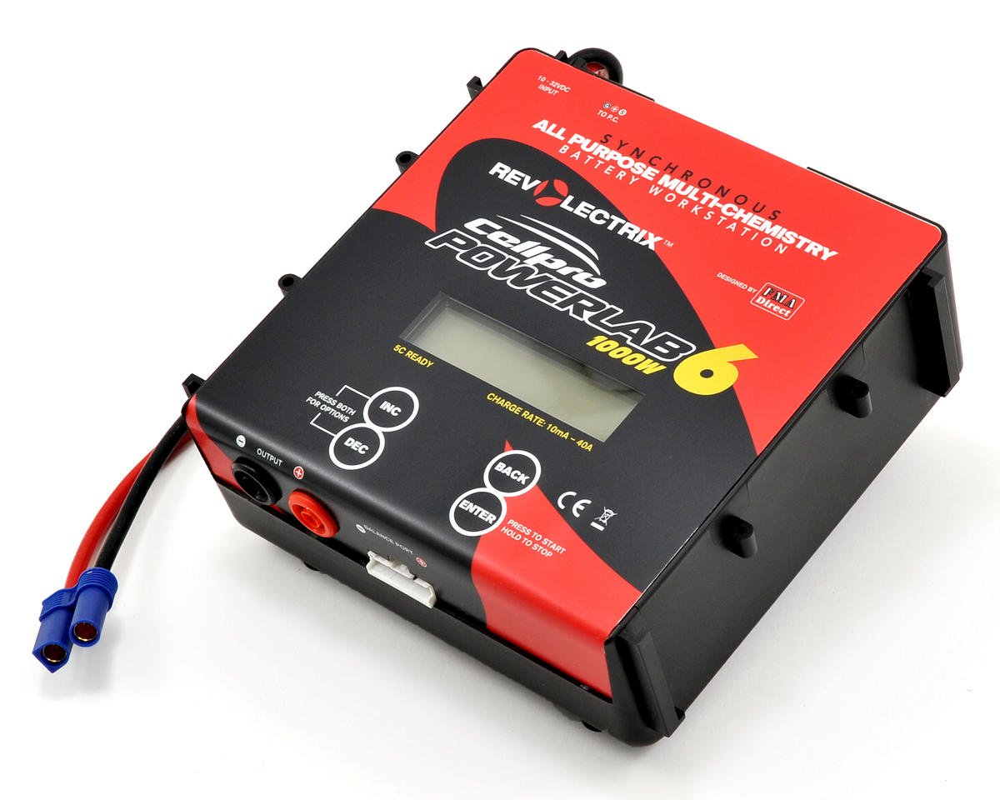 10 - 32VDC
INPUT
G + S
TO P.C.
SYNCHRONOUS
ALL PURPOSE MULTI-CHEMISTRY
BATTERY WORKSTATION
REVOLECTRIX™
DESIGNED BY FMA
Direct
Cellpro
POWERLAB 6
1000W
5C READY
CHARGE RATE: 10mA – 40A
PRESS BOTH
FOR OPTIONS
INC
DEC
BACK
ENTER
PRESS TO START
HOLD TO STOP
CE
- OUTPUT +
- BALANCE PORT +